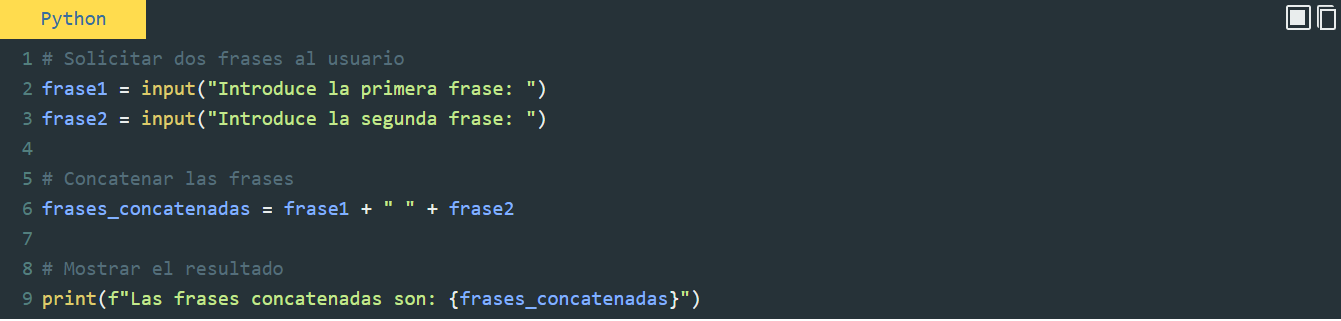 Python
1 # Solicitar dos frases al usuario
2 frase1 = input("Introduce la primera frase: ")
3 frase2 = input("Introduce la segunda frase: ")
4
5 # Concatenar las frases
6 frases_concatenadas = frase1 + " " + frase2
7
8 # Mostrar el resultado
9 print(f"Las frases concatenadas son: {frases_concatenadas}")